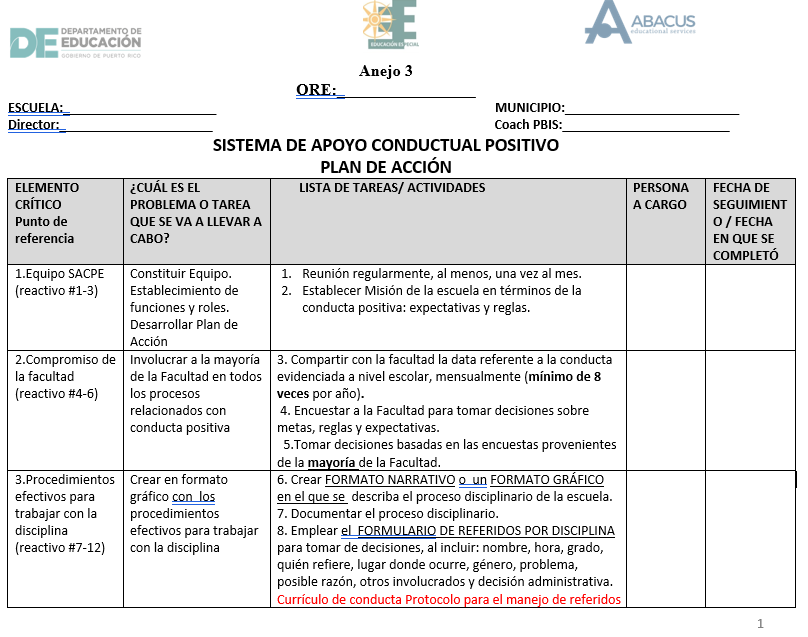 DE DEPARTAMENTO DE
EDUCACIÓN
GOBIERNO DE PUERTO RICO
EDUCACIÓN ESPECIAL
ABACUS
educational services
Anejo 3
ORE:_________________
ESCUELA:_____________________ MUNICIPIO:________________________
Director:_____________________ Coach PBIS:_______________________
SISTEMA DE APOYO CONDUCTUAL POSITIVO
PLAN DE ACCIÓN
ELEMENTO
CRÍTICO
Punto de
referencia
¿CUÁL ES EL
PROBLEMA O TAREA
QUE SE VA A LLEVAR A
CABO?
LISTA DE TAREAS/ ACTIVIDADES
PERSONA
A CARGO
FECHA DE
SEGUIMIENT
O / FECHA
EN QUE SE
COMPLETÓ
1.Equipo SACPE
(reactivo #1-3)
Constituir Equipo.
Establecimiento de
funciones y roles.
Desarrollar Plan de
Acción
1. Reunión regularmente, al menos, una vez al mes.
2. Establecer Misión de la escuela en términos de la
conducta positiva: expectativas y reglas.
2.Compromiso de
la facultad
(reactivo #4-6)
Involucrar a la mayoría
de la Facultad en todos
los procesos
relacionados con
conducta positiva
3. Compartir con la facultad la data referente a la conducta
evidenciada a nivel escolar, mensualmente (mínimo de 8
veces por año).
4. Encuestar a la Facultad para tomar decisiones sobre
metas, reglas y expectativas.
5.Tomar decisiones basadas en las encuestas provenientes
de la mayoría de la Facultad.
3.Procedimientos
efectivos para
trabajar con la
disciplina
(reactivo #7-12)
Crear en formato
gráfico con los
procedimientos
efectivos para trabajar
con la disciplina
6. Crear FORMATO NARRATIVO o un FORMATO GRÁFICO
en el que se describa el proceso disciplinario de la escuela.
7. Documentar el proceso disciplinario.
8. Emplear el FORMULARIO DE REFERIDOS POR DISCIPLINA
para tomar de decisiones, al incluir: nombre, hora, grado,
quién refiere, lugar donde ocurre, género, problema,
posible razón, otros involucrados y decisión administrativa.
Currículo de conducta Protocolo para el manejo de referidos
1